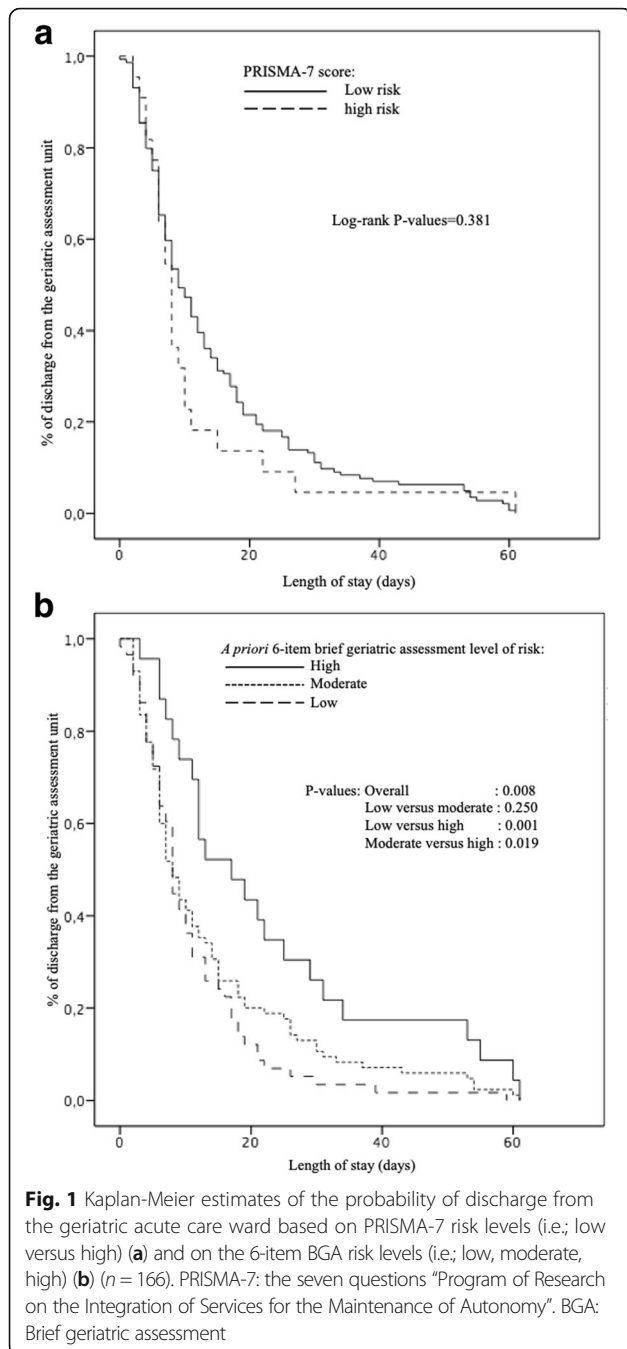 a
PRISMA-7 score:
Low risk
high risk
Log-rank P-values=0.381
% of discharge from the geriatric assessment unit
1,0
0,8
0,6
0,4
0,2
0,0
0
20
40
60
Length of stay (days)
b
A priori 6-item brief geriatric assessment level of risk:
High
Moderate
Low
P-values: Overall : 0.008
Low versus moderate : 0.250
Low versus high : 0.001
Moderate versus high : 0.019
% of discharge from the geriatric assessment unit
1,0
0,8
0,6
0,4
0,2
0,0
0
20
40
60
Length of stay (days)
Fig. 1 Kaplan-Meier estimates of the probability of discharge from
the geriatric acute care ward based on PRISMA-7 risk levels (i.e.; low
versus high) (a) and on the 6-item BGA risk levels (i.e.; low, moderate,
high) (b) (n = 166). PRISMA-7: the seven questions “Program of Research
on the Integration of Services for the Maintenance of Autonomy”. BGA:
Brief geriatric assessment